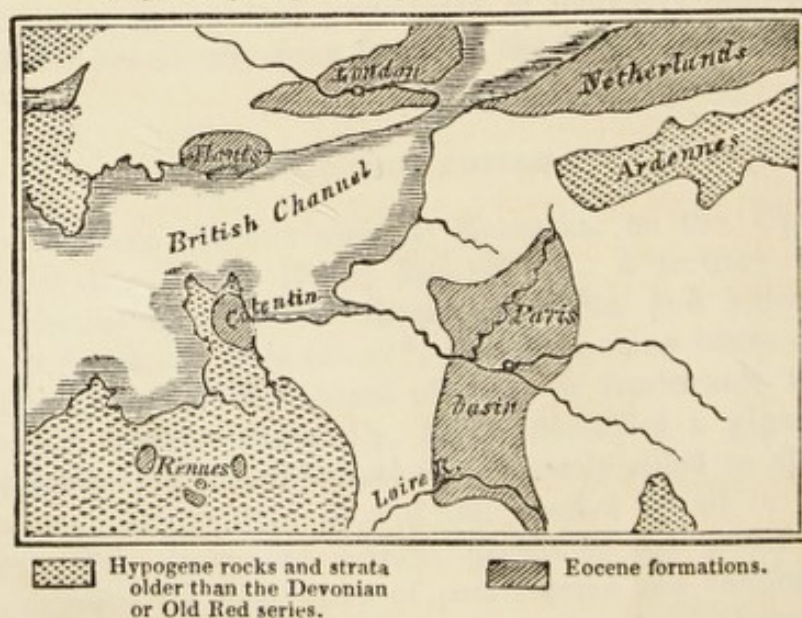 London
Netherlands
Hants
Ardennes
British Channel
Cotentin
Paris
Basin
Rennes
Loire R.
Hypogene rocks and strata
older than the Devonian
or Old Red series.
Eocene formations.